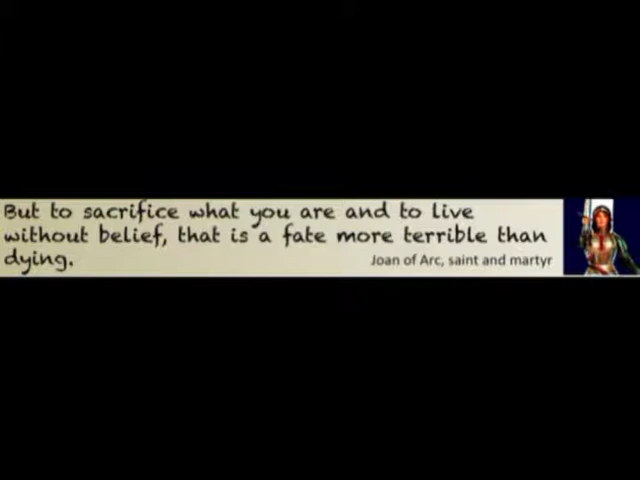 But to sacrifice what you are and to live
without belief, that is a fate more terrible than
dying.
Joan of Arc, saint and martyr